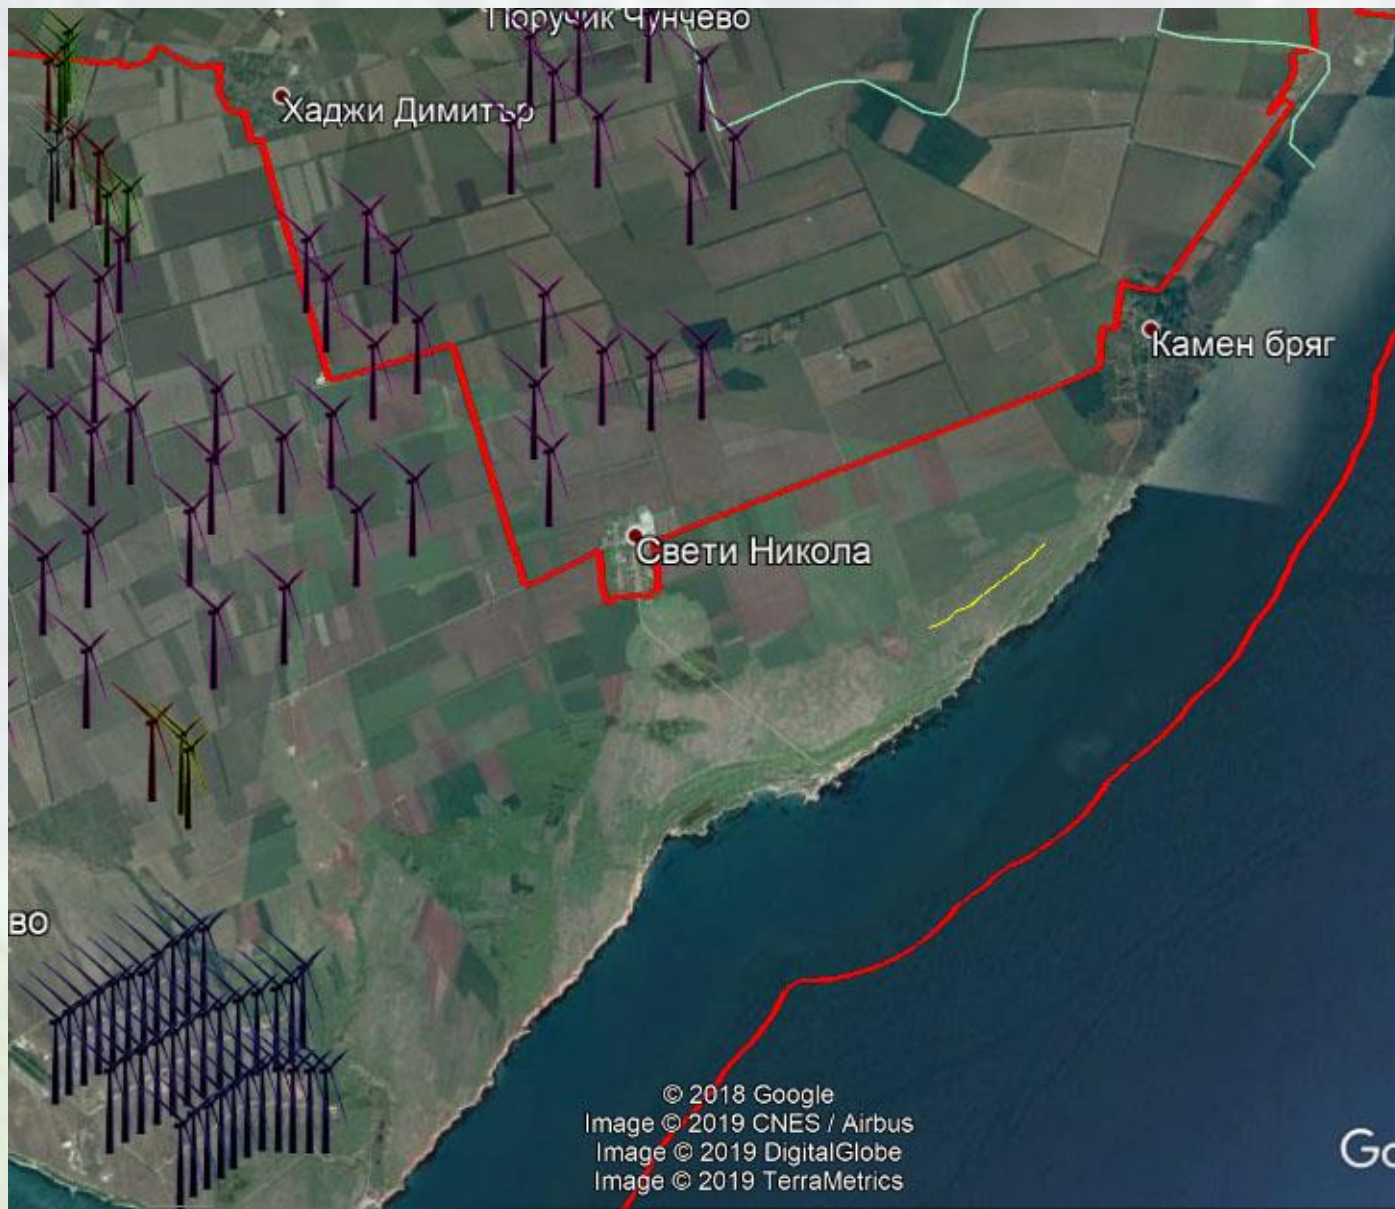 Поручик Чунчево
Хаджи Димитър
Камен бряг
Свети Никола
во
© 2018 Google
Image © 2019 CNES / Airbus
Image © 2019 DigitalGlobe
Image © 2019 TerraMetrics
Go